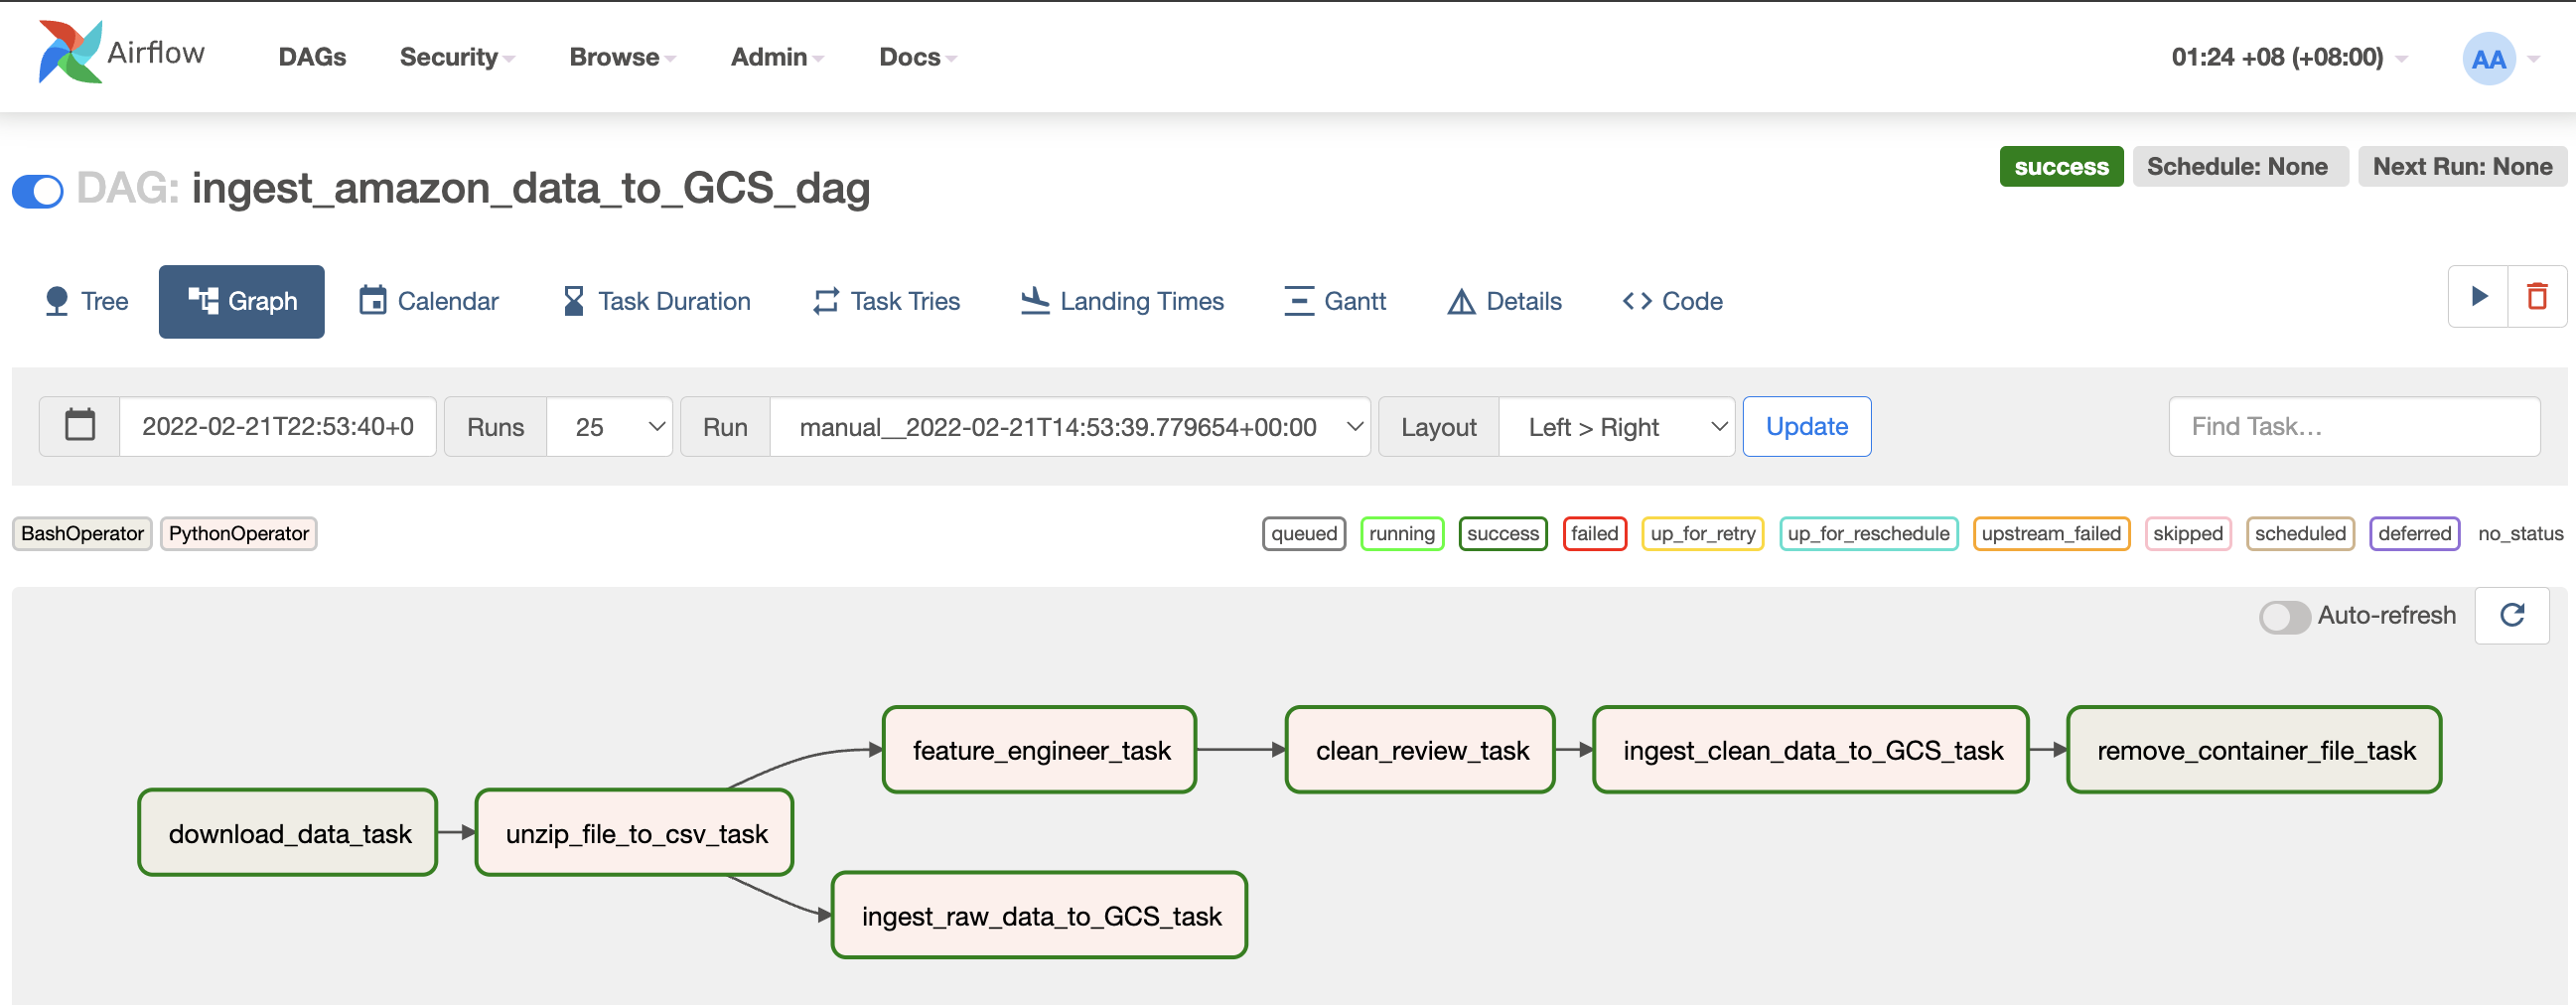 Airflow DAGs Security Browse Admin Docs 01:24 +08 (+08:00) AA
success Schedule: None Next Run: None
DAG: ingest_amazon_data_to_GCS_dag
Tree Graph Calendar Task Duration Task Tries Landing Times Gantt Details Code
2022-02-21T22:53:40+0 Runs 25 Run manual__2022-02-21T14:53:39.779654+00:00 Layout Left > Right Update Find Task…
BashOperator PythonOperator queued running success failed up_for_retry up_for_reschedule upstream_failed skipped scheduled deferred no_status
Auto-refresh
feature_engineer_task clean_review_task ingest_clean_data_to_GCS_task remove_container_file_task
download_data_task unzip_file_to_csv_task
ingest_raw_data_to_GCS_task